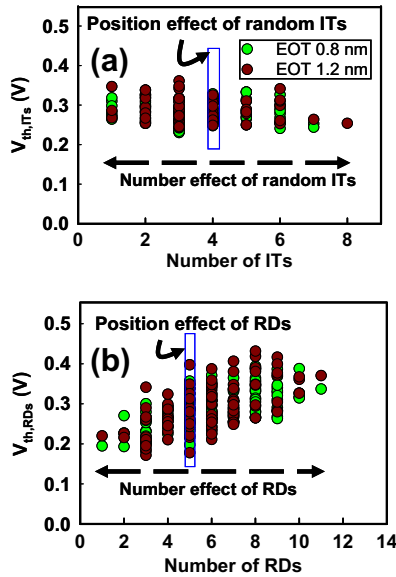 Position effect of random ITs
0.5
(a)
EOT 0.8 nm
EOT 1.2 nm
0.4
0.3
0.2
0.1
0.0
Vth,ITs (V)
Number effect of random ITs
0 2 4 6 8
Number of ITs
0.5
Position effect of RDs
(b)
0.4
0.3
0.2
0.1
0.0
Vth,RDs (V)
Number effect of RDs
0 2 4 6 8 10 12 14
Number of RDs